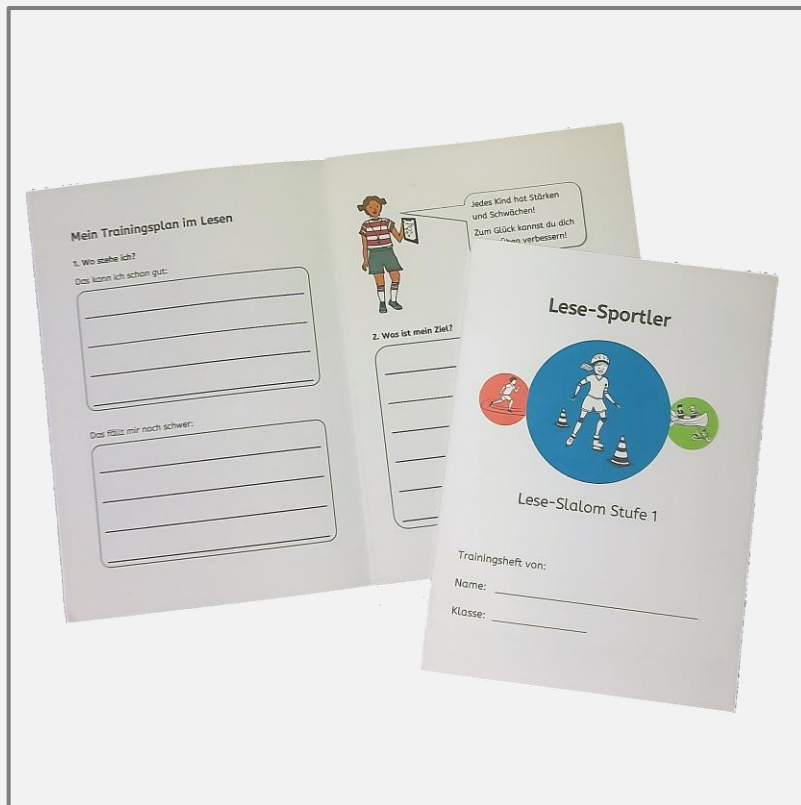 Mein Trainingsplan im Lesen
1. Wo stehe ich?
Das kann ich schon gut:
Das fällt mir noch schwer:
Jedes Kind hat Stärken
und Schwächen!
Zum Glück kannst du dich
verbessern!
2. Was ist mein Ziel?
Lese-Sportler
Lese-Slalom Stufe 1
Trainingsheft von:
Name:
Klasse: